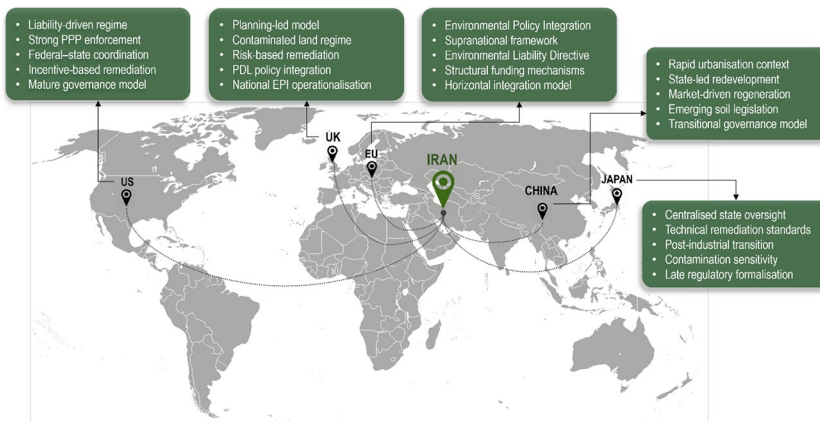 • Liability-driven regime
• Strong PPP enforcement
• Federal–state coordination
• Incentive-based remediation
• Mature governance model
• Planning-led model
• Contaminated land regime
• Risk-based remediation
• PDL policy integration
• National EPI operationalisation
• Environmental Policy Integration
• Supranational framework
• Environmental Liability Directive
• Structural funding mechanisms
• Horizontal integration model
• Rapid urbanisation context
• State-led redevelopment
• Market-driven regeneration
• Emerging soil legislation
• Transitional governance model
UK
EU
IRAN
US
CHINA
JAPAN
• Centralised state oversight
• Technical remediation standards
• Post-industrial transition
• Contamination sensitivity
• Late regulatory formalisation